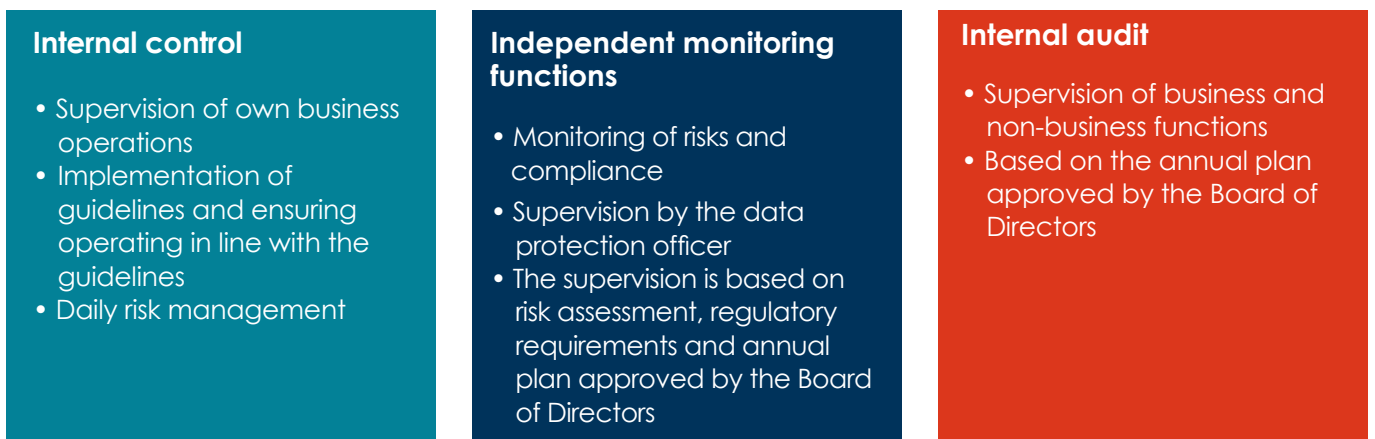 Internal control
• Supervision of own business
operations
• Implementation of
guidelines and ensuring
operating in line with the
guidelines
• Daily risk management
Independent monitoring
functions
• Monitoring of risks and
compliance
• Supervision by the data
protection officer
• The supervision is based on
risk assessment, regulatory
requirements and annual
plan approved by the Board
of Directors
Internal audit
• Supervision of business and
non-business functions
• Based on the annual plan
approved by the Board of
Directors